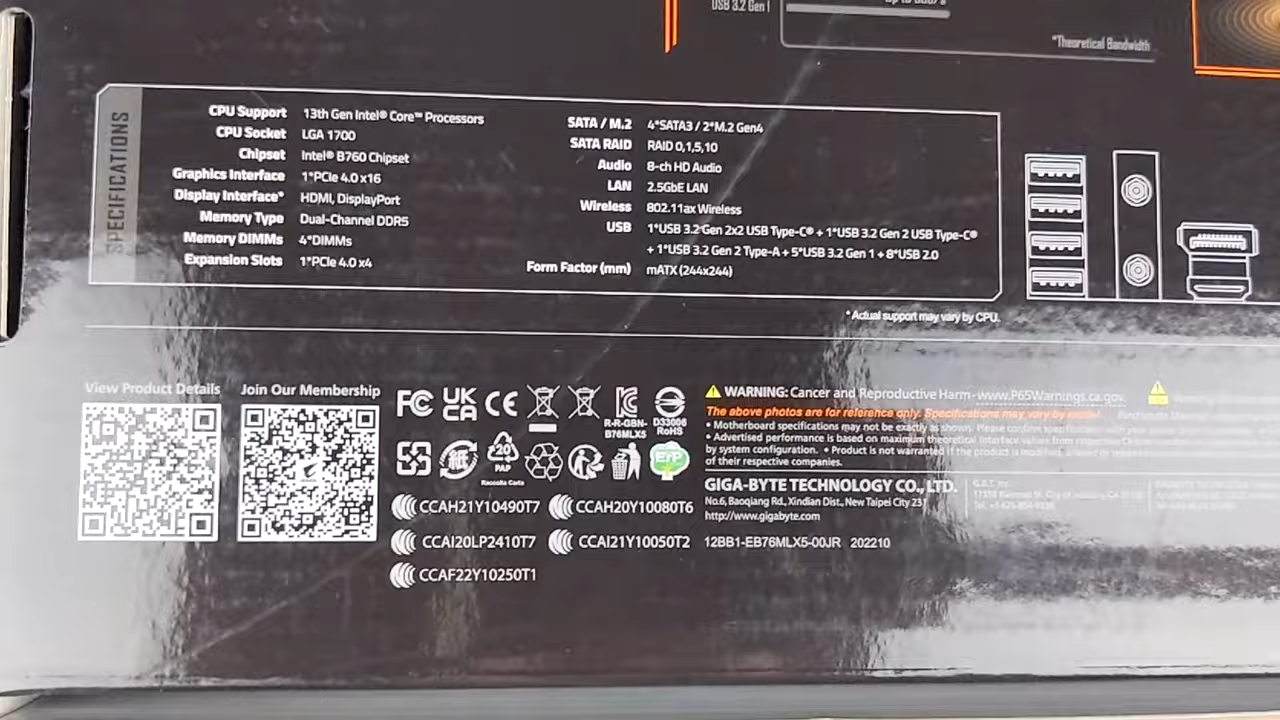 USB 3.2 Gen 1
*Theoretical Bandwidth
SPECIFICATIONS
CPU Support 13th Gen Intel® Core™ Processors
CPU Socket LGA 1700
Chipset Intel® B760 Chipset
Graphics Interface 1*PCIe 4.0 x16
Display Interface* HDMI, DisplayPort
Memory Type Dual-Channel DDR5
Memory DIMMs 4*DIMMs
Expansion Slots 1*PCIe 4.0 x4
SATA / M.2 4*SATA3 / 2*M.2 Gen4
SATA RAID RAID 0,1,5,10
Audio 8-ch HD Audio
LAN 2.5GbE LAN
Wireless 802.11ax Wireless
USB 1*USB 3.2 Gen 2x2 USB Type-C® + 1*USB 3.2 Gen 2 USB Type-C®
+ 1*USB 3.2 Gen 2 Type-A + 5*USB 3.2 Gen 1 + 8*USB 2.0
Form Factor (mm) mATX (244x244)
* Actual support may vary by CPU.
View Product Details
Join Our Membership
FC UK CA CE
R-R-GBN-
B76MLX5
D33006
RoHS
紙
20
PAP
Raccolta Carta
ErP
CCAH21Y10490T7 CCAH20Y10080T6
CCAI20LP2410T7 CCAI21Y10050T2
CCAF22Y10250T1
WARNING: Cancer and Reproductive Harm - www.P65Warnings.ca.gov.
The above photos are for reference only. Specifications may vary by model
• Motherboard specifications may not be exactly as shown. Please confirm
• Advertised performance is based on maximum theoretical interface values from respective
by system configuration. • Product is not warranted if the product is modified,
of their respective companies.
GIGA-BYTE TECHNOLOGY CO., LTD.
No.6, Baoqiang Rd., Xindian Dist., New Taipei City 231
http://www.gigabyte.com
G.B.T. Inc.
12BB1-EB76MLX5-00JR 202210